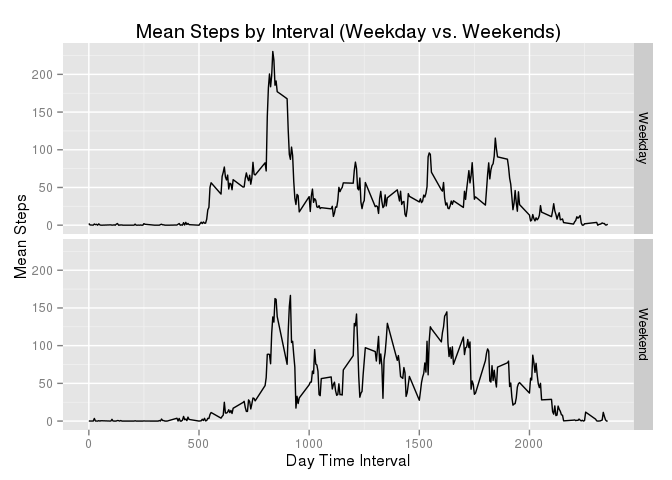 Mean Steps by Interval (Weekday vs. Weekends)
200
150
100
50
0
Weekday
200
150
100
50
0
Weekend
Mean Steps
0 500 1000 1500 2000
Day Time Interval